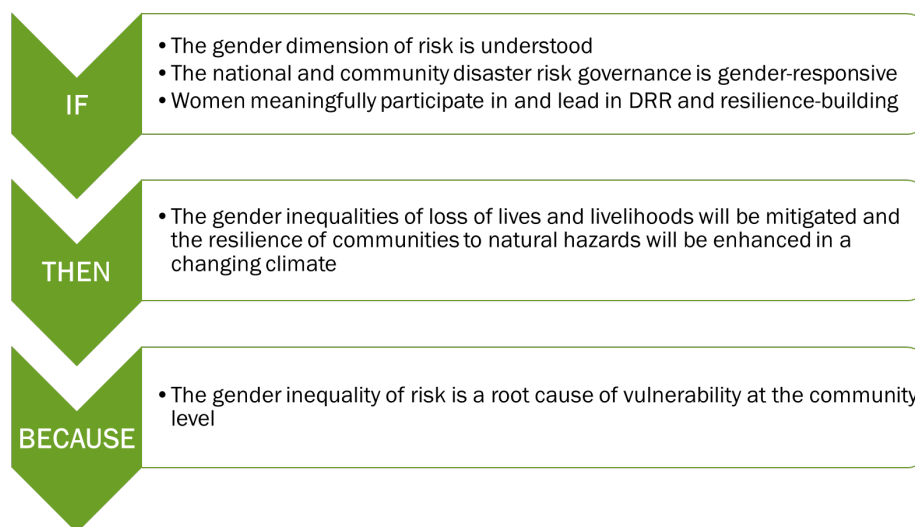 IF
• The gender dimension of risk is understood
• The national and community disaster risk governance is gender-responsive
• Women meaningfully participate in and lead in DRR and resilience-building
THEN
• The gender inequalities of loss of lives and livelihoods will be mitigated and
the resilience of communities to natural hazards will be enhanced in a
changing climate
BECAUSE
• The gender inequality of risk is a root cause of vulnerability at the community
level